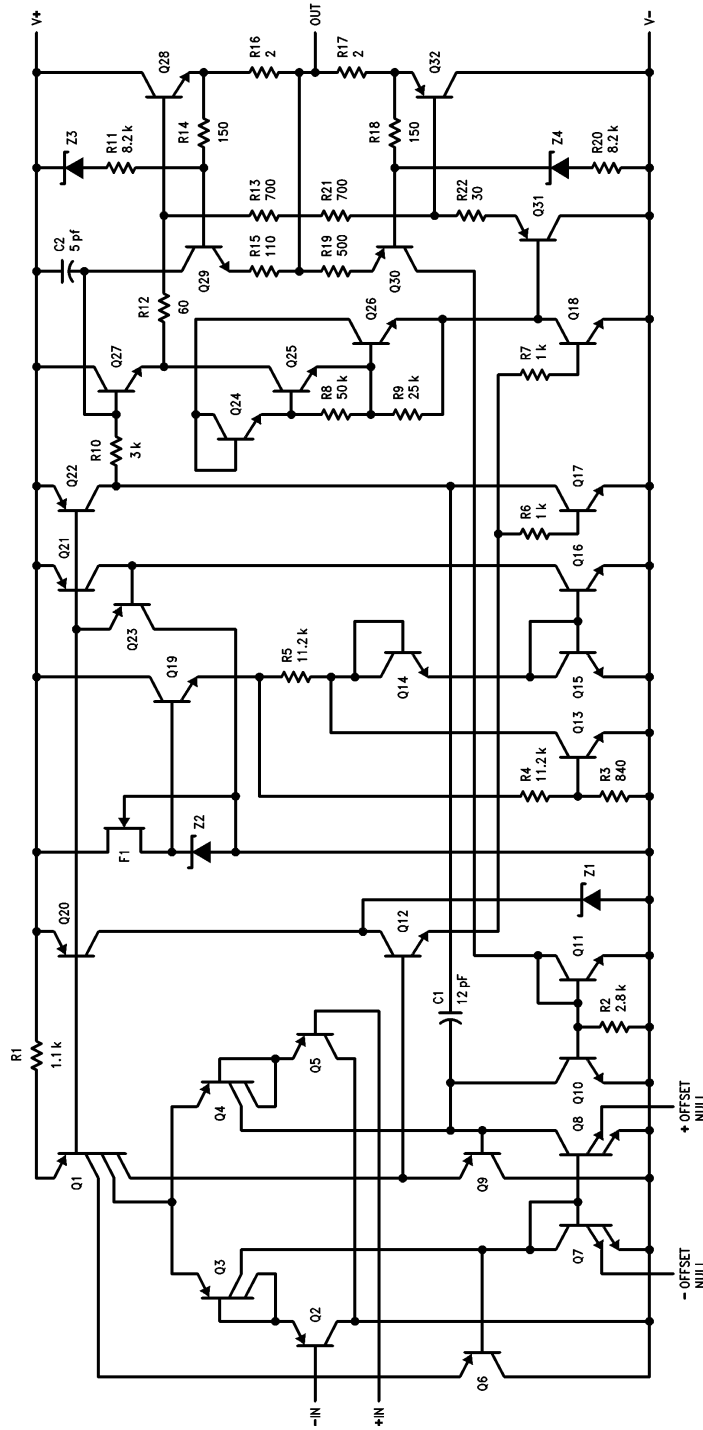 V+
OUT
V-
Q28
R16
2
R17
2
Q32
Z3
R11
8.2 k
R14
150
R18
150
Z4
R20
8.2 k
R13
700
R21
700
R22
30
Q31
C2
5 pf
Q29
R15
110
R19
500
Q30
R12
60
Q26
Q18
Q27
Q25
R7
1 k
Q24
R8
50 k
R9
25 k
R10
3 k
Q22
Q17
R6
1 k
Q21
Q16
Q23
Q19
R5
11.2 k
Q14
Q15
Q13
R4
11.2 k
R3
840
F1
Z2
Z1
Q20
Q12
Q11
C1
12 pF
R2
2.8 k
R1
1.1 k
Q5
Q10
Q4
Q8
+ OFFSET
NULL
Q1
Q9
Q3
Q7
- OFFSET
NULL
Q2
Q6
-IN
+IN